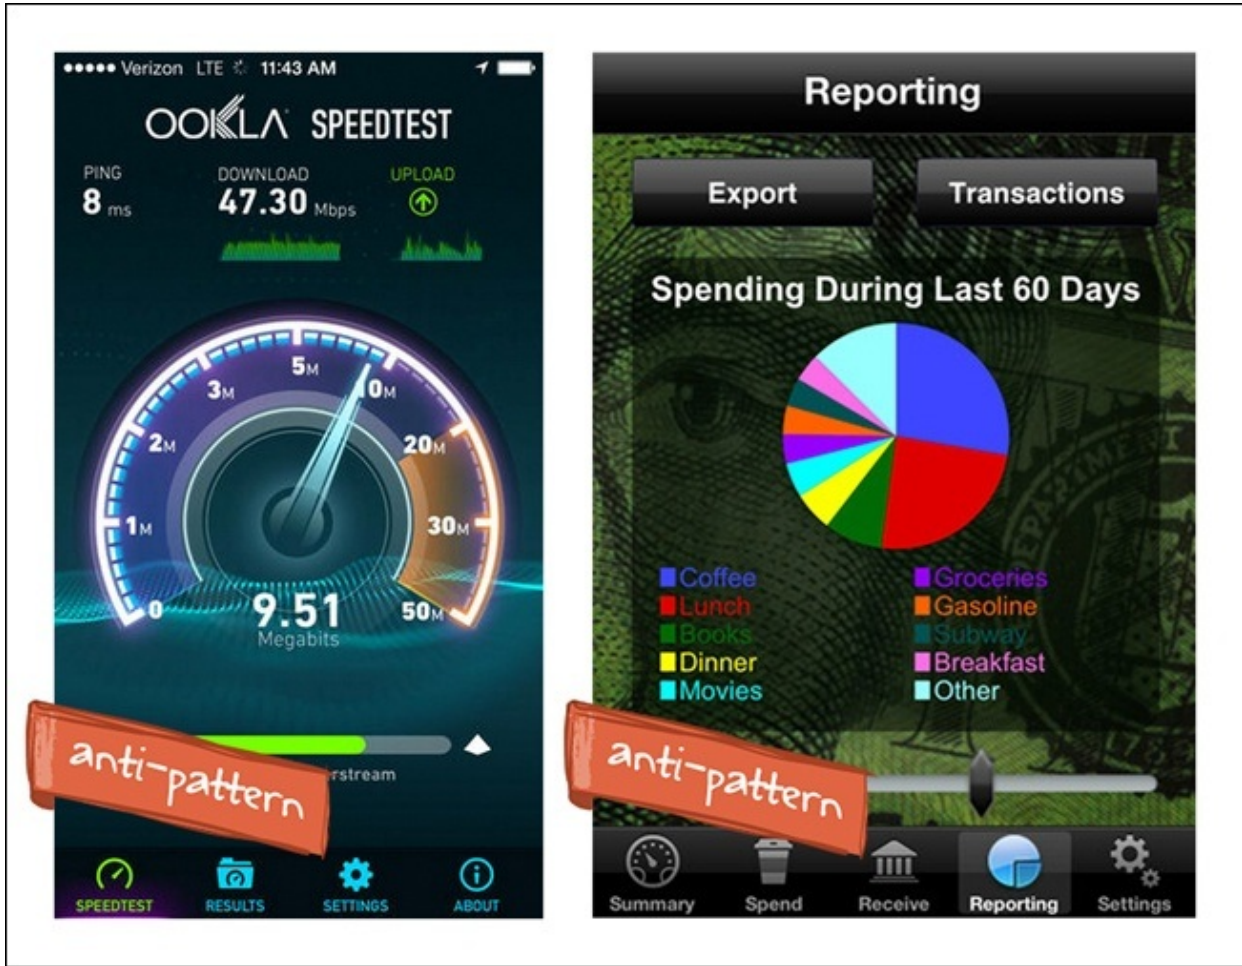 Verizon LTE 11:43 AM
OOKLA SPEEDTEST
PING DOWNLOAD UPLOAD
8 ms 47.30 Mbps
5M
3M 10M
2M 20M
1M 30M
0 50M
9.51
Megabits
anti-pattern
SPEEDTEST RESULTS SETTINGS ABOUT
Reporting
Export Transactions
Spending During Last 60 Days
Coffee Groceries
Lunch Gasoline
Books Subway
Dinner Breakfast
Movies Other
DEPARTMENT
anti-pattern
Summary Spend Receive Reporting Settings